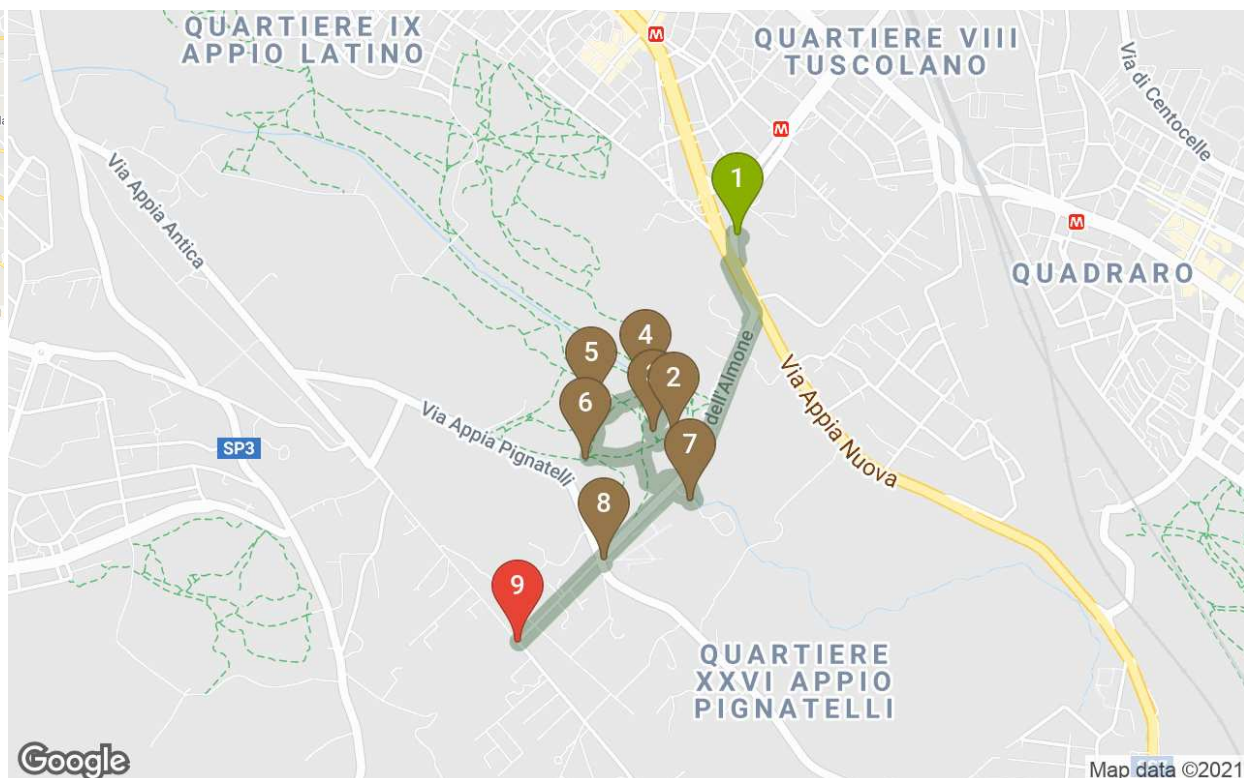 QUARTIERE IX
APPIO LATINO
M
QUARTIERE VIII
TUSCOLANO
Via di Centocelle
M
1
M
Via Appia Antica
QUADRARO
4
5
2
6
dell'Almone
Via Appia Nuova
Via Appia Pignatelli
7
SP3
8
9
QUARTIERE
XXVI APPIO
PIGNATELLI
Google
Map data ©2021